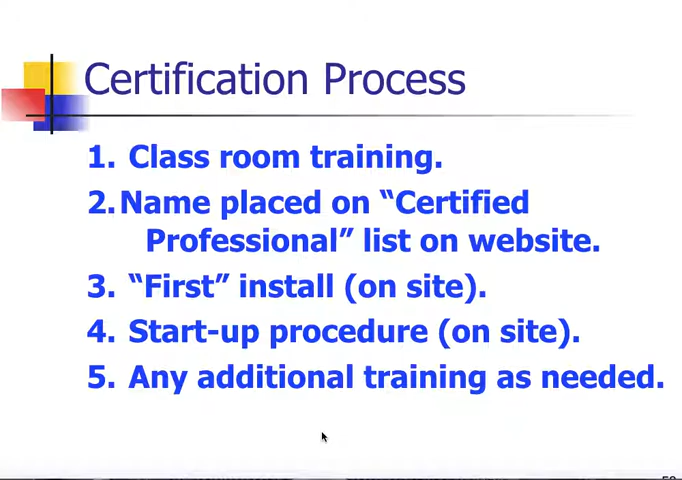 Certification Process
1. Class room training.
2. Name placed on “Certified
Professional” list on website.
3. “First” install (on site).
4. Start-up procedure (on site).
5. Any additional training as needed.